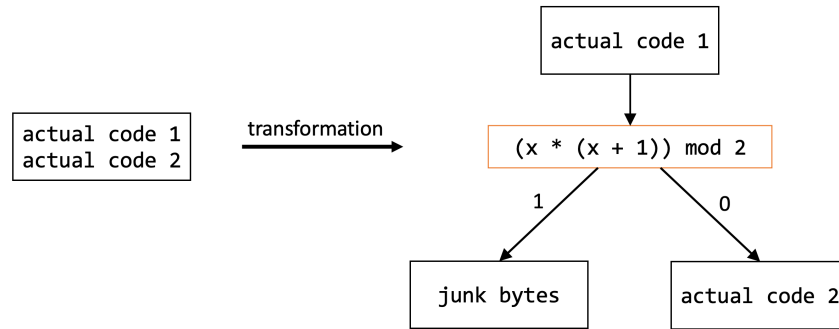 actual code 1
actual code 1
actual code 2
transformation
(x * (x + 1)) mod 2
1
0
junk bytes
actual code 2